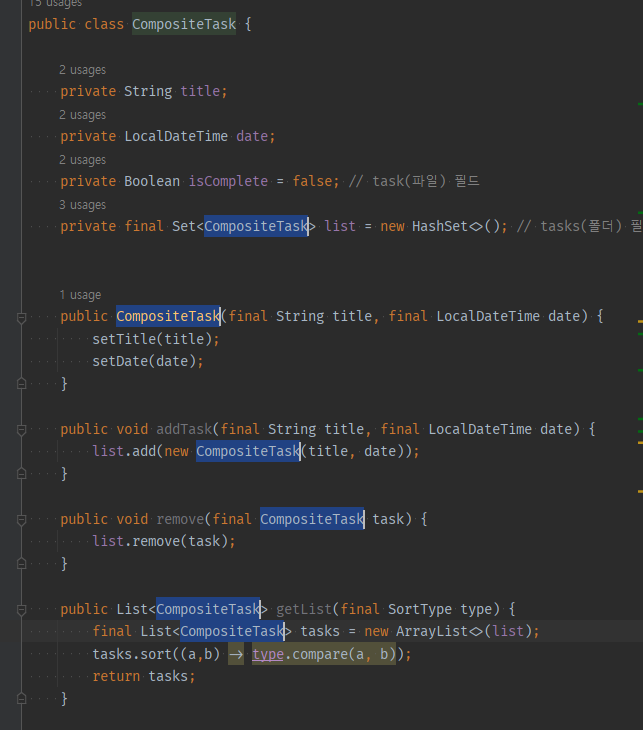 15 usages
public class CompositeTask {
2 usages
private String title;
2 usages
private LocalDateTime date;
2 usages
private Boolean isComplete = false; // task(파일) 필드
3 usages
private final Set<CompositeTask> list = new HashSet<>(); // tasks(폴더) 필
1 usage
public CompositeTask(final String title, final LocalDateTime date) {
setTitle(title);
setDate(date);
}
public void addTask(final String title, final LocalDateTime date) {
list.add(new CompositeTask(title, date));
}
public void remove(final CompositeTask task) {
list.remove(task);
}
public List<CompositeTask> getList(final SortType type) {
final List<CompositeTask> tasks = new ArrayList<>(list);
tasks.sort((a,b) → type.compare(a, b));
return tasks;
}